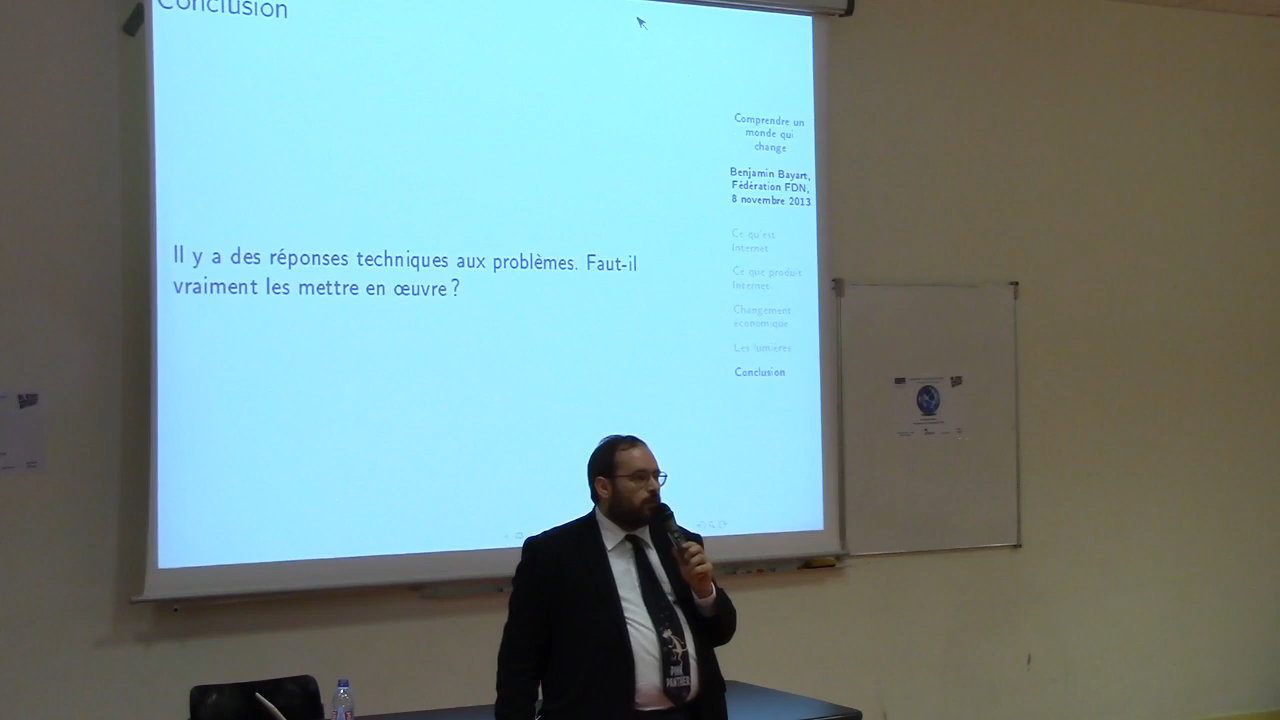 Conclusion
Il y a des réponses techniques aux problèmes. Faut-il
vraiment les mettre en œuvre ?
Comprendre un
monde qui
change
Benjamin Bayart,
Fédération FDN,
8 novembre 2013
Ce qu'est
Internet
Ce que produit
Internet
Changement
économique
Les lumières
Conclusion
PINK
PANTHER